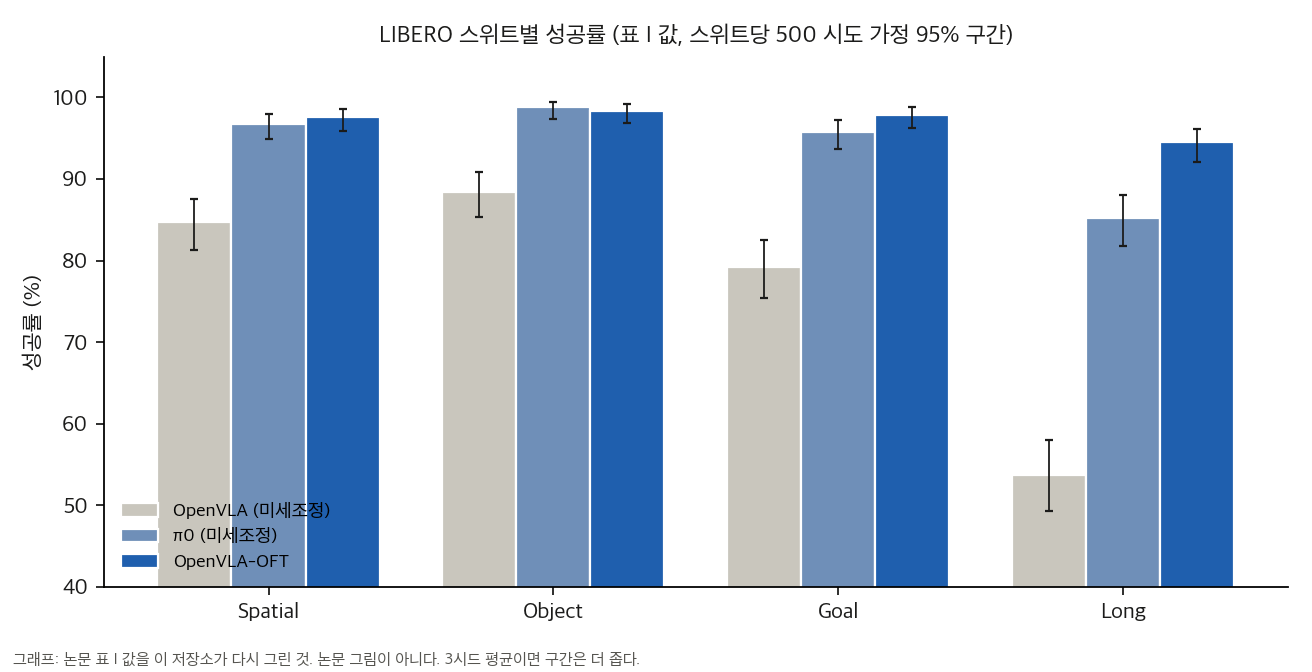 LIBERO 스위트별 성공률 (표 I 값, 스위트당 500 시도 가정 95% 구간)
성공률 (%)
100
90
80
70
60
50
40
OpenVLA (미세조정)
π0 (미세조정)
OpenVLA-OFT
Spatial
Object
Goal
Long
그래프: 논문 표 I 값을 이 저장소가 다시 그린 것. 논문 그림이 아니다. 3시드 평균이면 구간은 더 좁다.